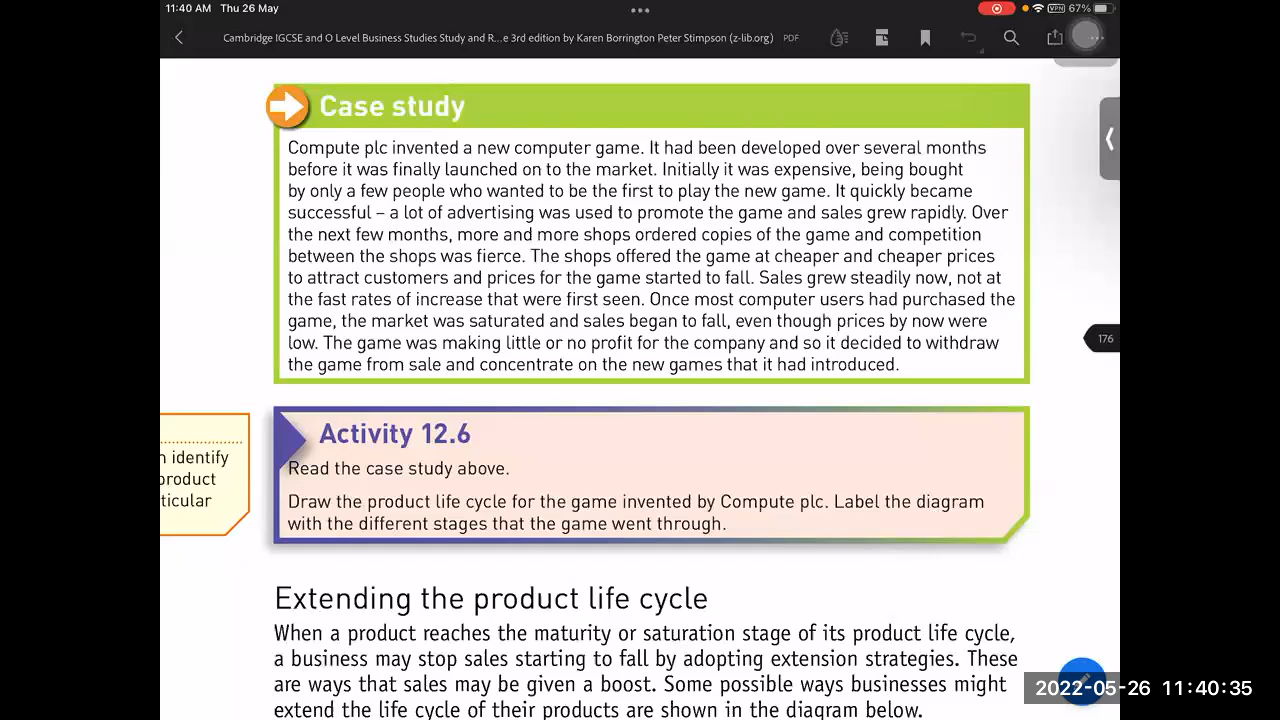 11:40 AM Thu 26 May
VPN 67%
Cambridge IGCSE and O Level Business Studies Study and R...e 3rd edition by Karen Borrington Peter Stimpson (z-lib.org) PDF
Case study
Compute plc invented a new computer game. It had been developed over several months
before it was finally launched on to the market. Initially it was expensive, being bought
by only a few people who wanted to be the first to play the new game. It quickly became
successful – a lot of advertising was used to promote the game and sales grew rapidly. Over
the next few months, more and more shops ordered copies of the game and competition
between the shops was fierce. The shops offered the game at cheaper and cheaper prices
to attract customers and prices for the game started to fall. Sales grew steadily now, not at
the fast rates of increase that were first seen. Once most computer users had purchased the
game, the market was saturated and sales began to fall, even though prices by now were
low. The game was making little or no profit for the company and so it decided to withdraw
the game from sale and concentrate on the new games that it had introduced.
176
Activity 12.6
n identify
product
ticular
Read the case study above.
Draw the product life cycle for the game invented by Compute plc. Label the diagram
with the different stages that the game went through.
Extending the product life cycle
When a product reaches the maturity or saturation stage of its product life cycle,
a business may stop sales starting to fall by adopting extension strategies. These
are ways that sales may be given a boost. Some possible ways businesses might
extend the life cycle of their products are shown in the diagram below.
2022-05-26 11:40:35